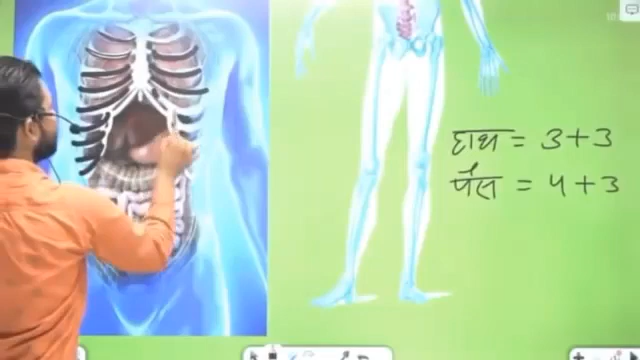 हाथ = 3+3
पैर = 4+3